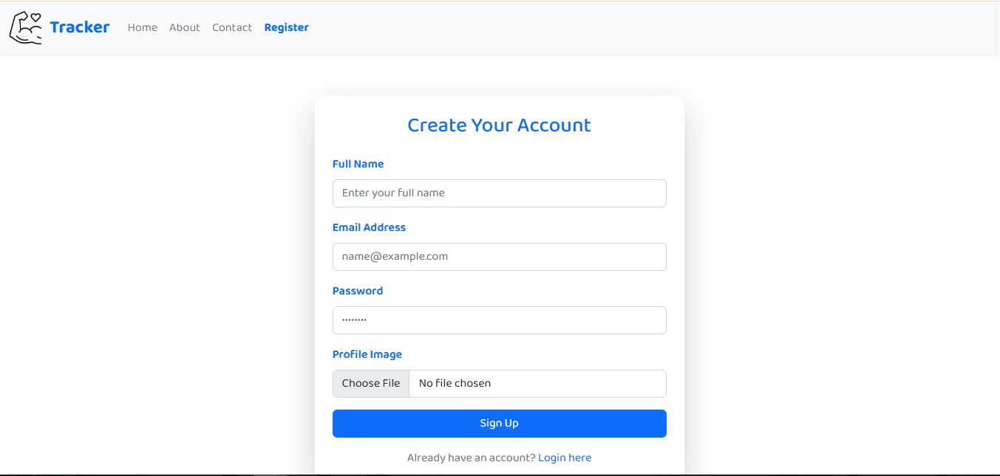 Tracker Home About Contact Register
Create Your Account
Full Name
Enter your full name
Email Address
name@example.com
Password
••••••••
Profile Image
Choose File No file chosen
Sign Up
Already have an account? Login here